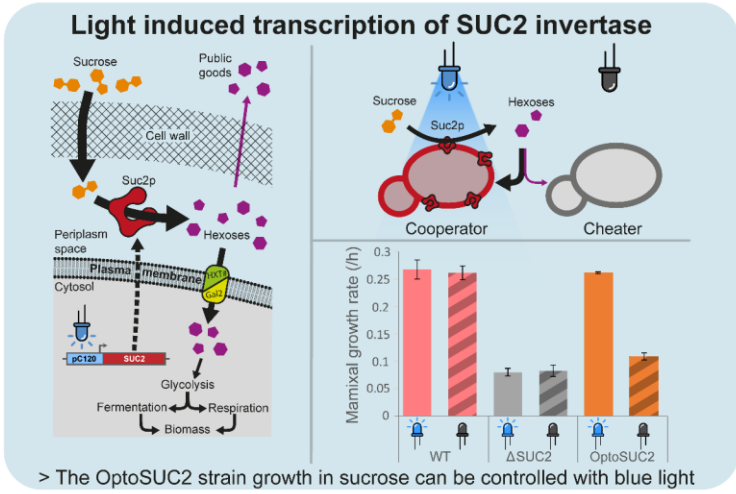 Light induced transcription of SUC2 invertase
Sucrose
Public
goods
Cell wall
Suc2p
Periplasm
space
Hexoses
Plasma membrane
HXT#
Gal2
Cytosol
pC120
SUC2
Glycolysis
Fermentation
Respiration
Biomass
Sucrose
Suc2p
Hexoses
Cooperator
Cheater
Mamixal growth rate (/h)
0.3
0.25
0.2
0.15
0.1
0.05
0
WT
ΔSUC2
OptoSUC2
> The OptoSUC2 strain growth in sucrose can be controlled with blue light